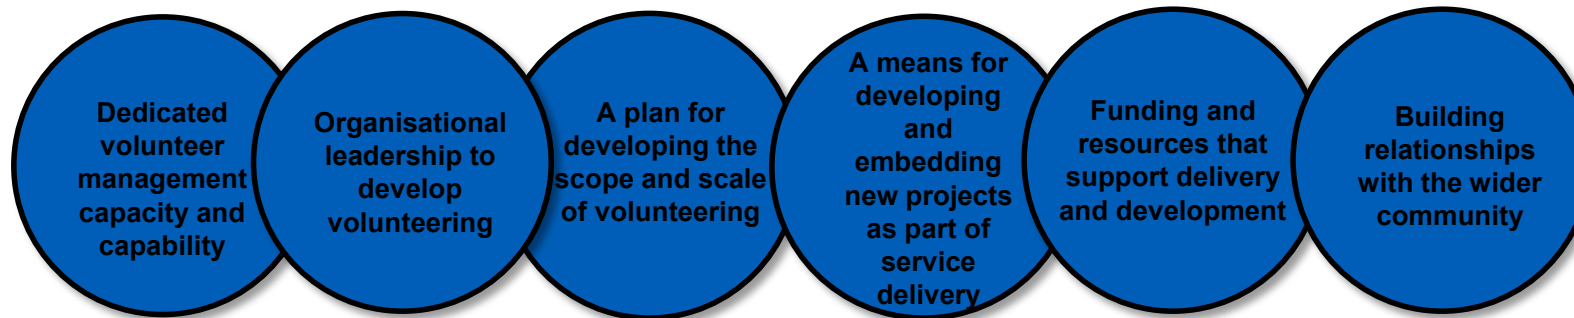 Dedicated
volunteer
management
capacity and
capability
Organisational
leadership to
develop
volunteering
A plan for
developing the
scope and scale
of volunteering
A means for
developing
and
embedding
new projects
as part of
service
delivery
Funding and
resources that
support delivery
and development
Building
relationships
with the wider
community